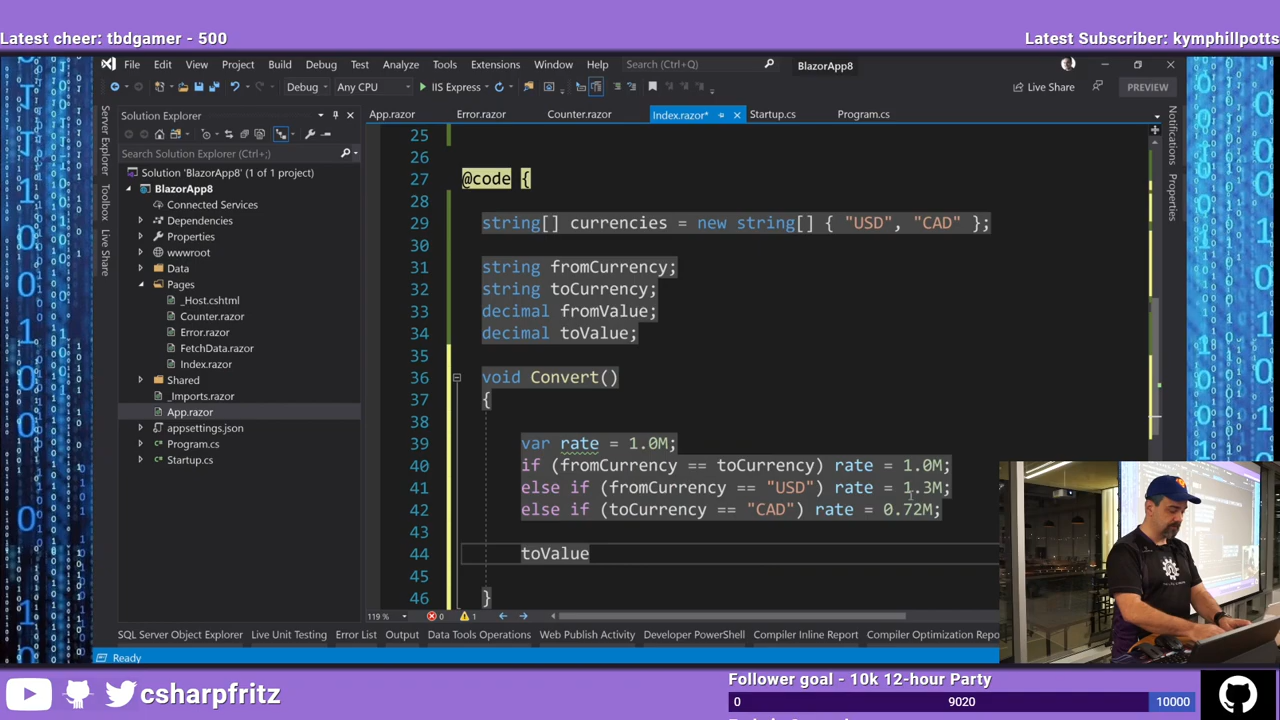 Latest cheer: tbdgamer - 500
Latest Subscriber: kymphillpotts
File Edit View Project Build Debug Test Analyze Tools Extensions Window Help Search (Ctrl+Q) BlazorApp8
Debug Any CPU IIS Express Live Share PREVIEW
Server Explorer
Toolbox
Live Share
Solution Explorer
Search Solution Explorer (Ctrl+;)
Solution 'BlazorApp8' (1 of 1 project)
BlazorApp8
Connected Services
Dependencies
Properties
wwwroot
Data
Pages
_Host.cshtml
Counter.razor
Error.razor
FetchData.razor
Index.razor
Shared
_Imports.razor
App.razor
appsettings.json
Program.cs
Startup.cs
App.razor Error.razor Counter.razor Index.razor* Startup.cs Program.cs
25
26
27 @code {
28
29 string[] currencies = new string[] { "USD", "CAD" };
30
31 string fromCurrency;
32 string toCurrency;
33 decimal fromValue;
34 decimal toValue;
35
36 void Convert()
37 {
38
39 var rate = 1.0M;
40 if (fromCurrency == toCurrency) rate = 1.0M;
41 else if (fromCurrency == "USD") rate = 1.3M;
42 else if (toCurrency == "CAD") rate = 0.72M;
43
44 toValue
45
46 }
Notifications
Properties
119 % 0 1
SQL Server Object Explorer Live Unit Testing Error List Output Data Tools Operations Web Publish Activity Developer PowerShell Compiler Inline Report Compiler Optimization Repo
Ready
csharpfritz
Follower goal - 10k 12-hour Party
0 9020 10000